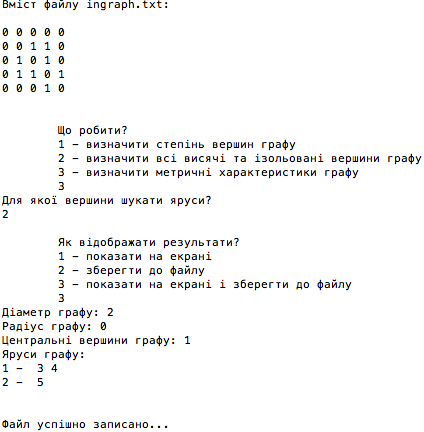 Вміст файлу ingraph.txt:
0 0 0 0 0
0 0 1 1 0
0 1 0 1 0
0 1 1 0 1
0 0 0 1 0
Що робити?
1 – визначити степінь вершин графу
2 – визначити всі висячі та ізольовані вершини графу
3 – визначити метричні характеристики графу
3
Для якої вершини шукати яруси?
2
Як відображати результати?
1 – показати на екрані
2 – зберегти до файлу
3 – показати на екрані і зберегти до файлу
3
Діаметр графу: 2
Радіус графу: 0
Центральні вершини графу: 1
Яруси графу:
1 –  3 4
2 –  5
Файл успішно записано...